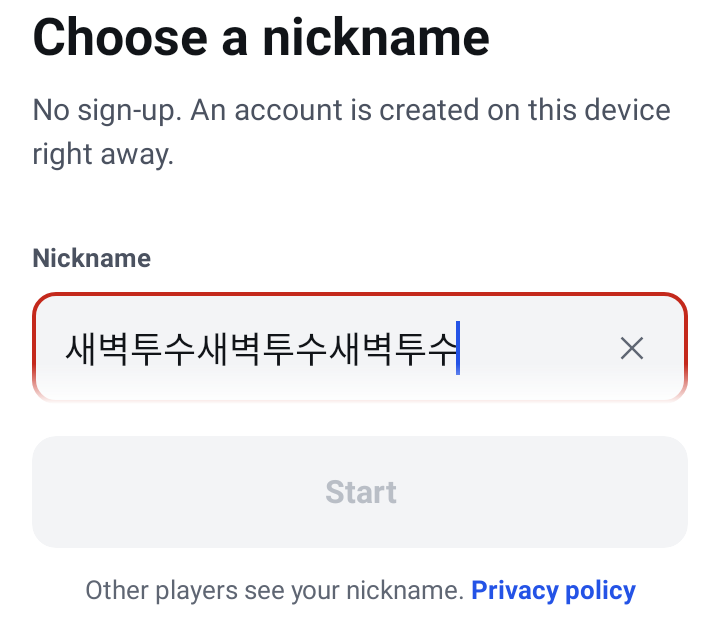 Choose a nickname
No sign-up. An account is created on this device
right away.
Nickname
새벽투수새벽투수새벽투수
Start
Other players see your nickname. Privacy policy